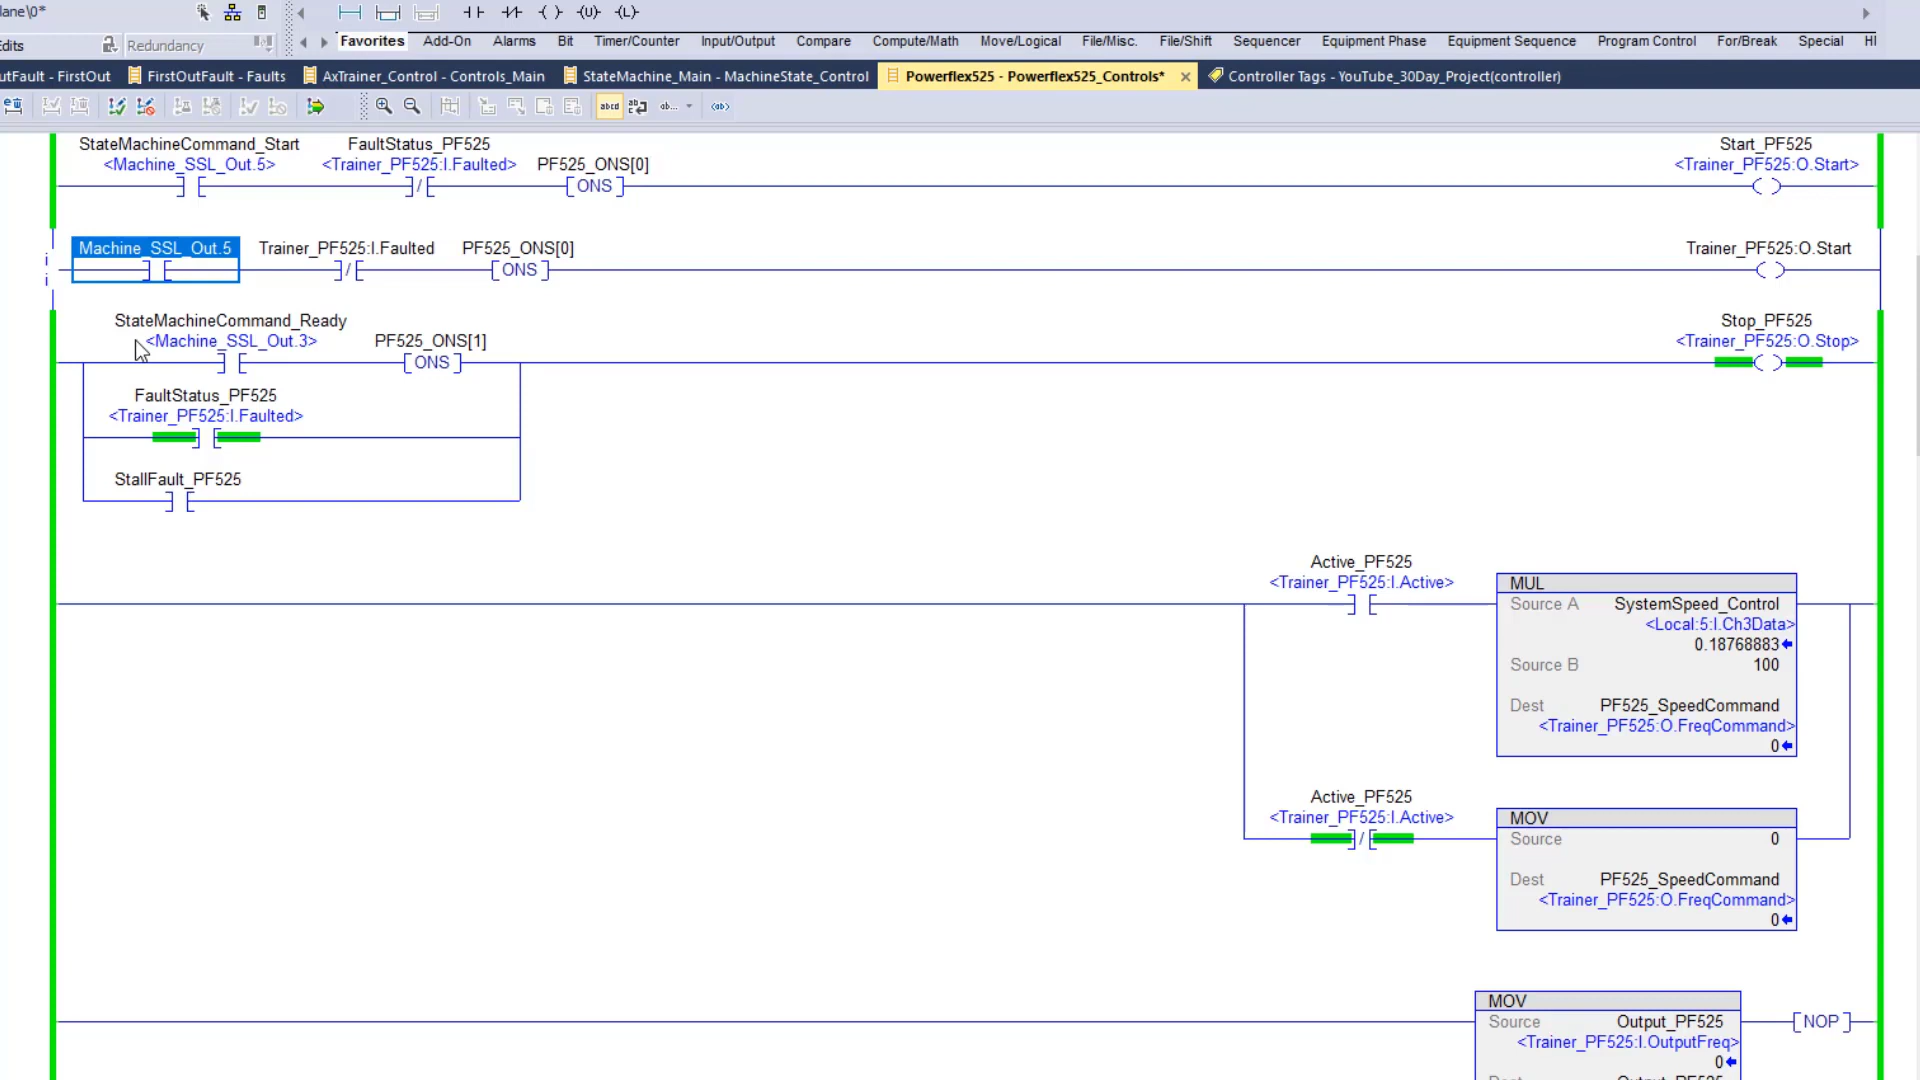 lane\0*
Edits
Redundancy
Favorites Add-On Alarms Bit Timer/Counter Input/Output Compare Compute/Math Move/Logical File/Misc. File/Shift Sequencer Equipment Phase Equipment Sequence Program Control For/Break Special
utFault - FirstOut FirstOutFault - Faults AxTrainer_Control - Controls_Main StateMachine_Main - MachineState_Control Powerflex525 - Powerflex525_Controls* Controller Tags - YouTube_30Day_Project(controller)
abcd ab... <ab>
StateMachineCommand_Start FaultStatus_PF525 Start_PF525
<Machine_SSL_Out.5> <Trainer_PF525:I.Faulted> PF525_ONS[0] <Trainer_PF525:O.Start>
ONS
Machine_SSL_Out.5 Trainer_PF525:I.Faulted PF525_ONS[0] Trainer_PF525:O.Start
i
i
ONS
StateMachineCommand_Ready Stop_PF525
<Machine_SSL_Out.3> PF525_ONS[1] <Trainer_PF525:O.Stop>
ONS
FaultStatus_PF525
<Trainer_PF525:I.Faulted>
StallFault_PF525
Active_PF525
<Trainer_PF525:I.Active>
MUL
Source A SystemSpeed_Control
<Local:5:I.Ch3Data>
0.18768883
Source B 100
Dest PF525_SpeedCommand
<Trainer_PF525:O.FreqCommand>
0
Active_PF525
<Trainer_PF525:I.Active>
MOV
Source 0
Dest PF525_SpeedCommand
<Trainer_PF525:O.FreqCommand>
0
MOV
Source Output_PF525
NOP
<Trainer_PF525:I.OutputFreq>
0